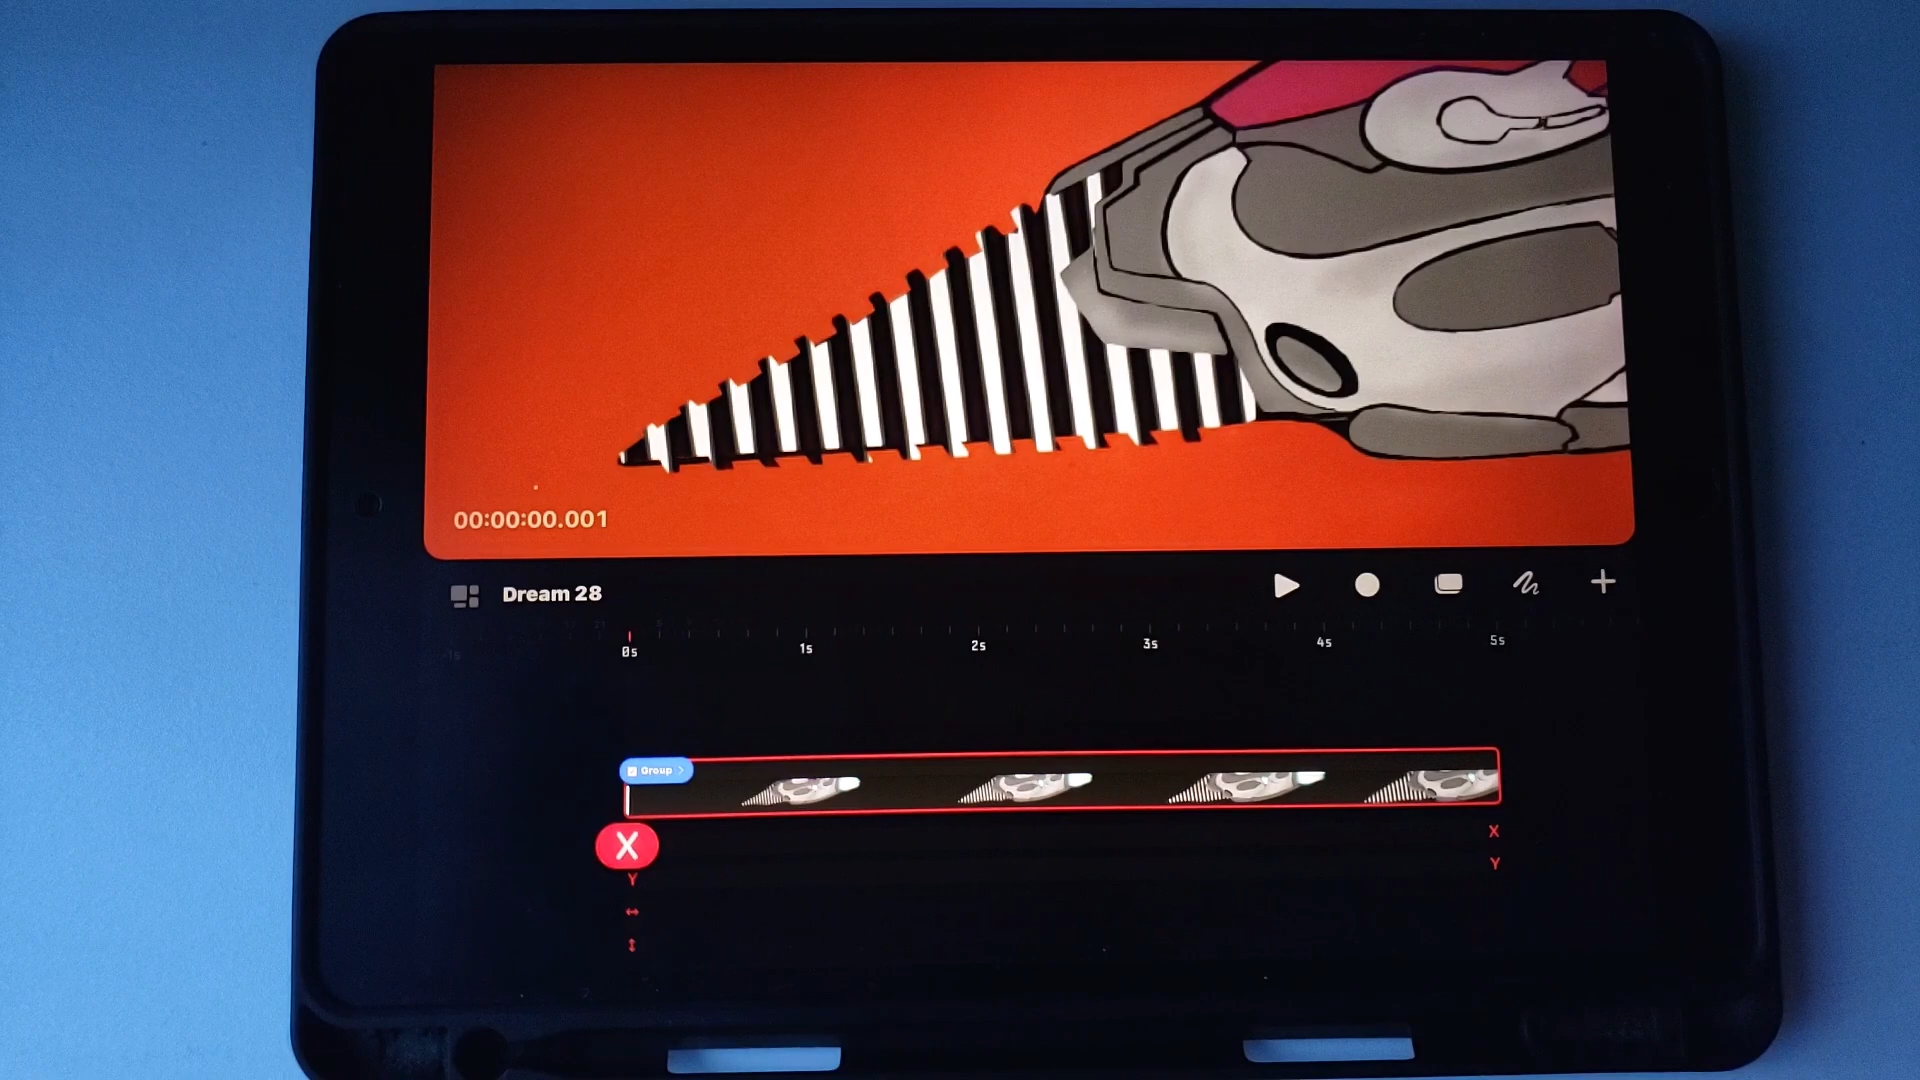 00:00:00.001
Dream 28
0s 1s 2s 3s 4s 5s
Group
X
X
Y
Y